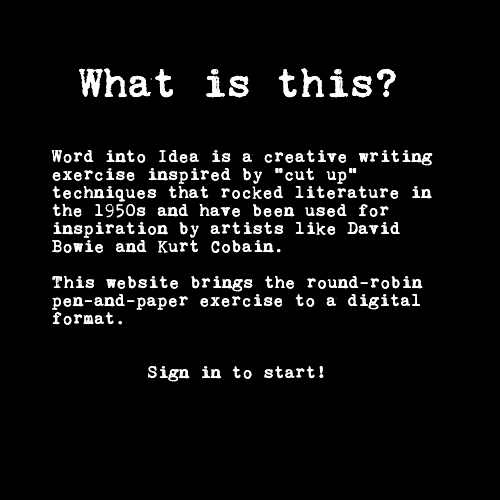 What is this?
Word into Idea is a creative writing
exercise inspired by "cut up"
techniques that rocked literature in
the 1950s and have been used for
inspiration by artists like David
Bowie and Kurt Cobain.
This website brings the round-robin
pen-and-paper exercise to a digital
format.
Sign in to start!